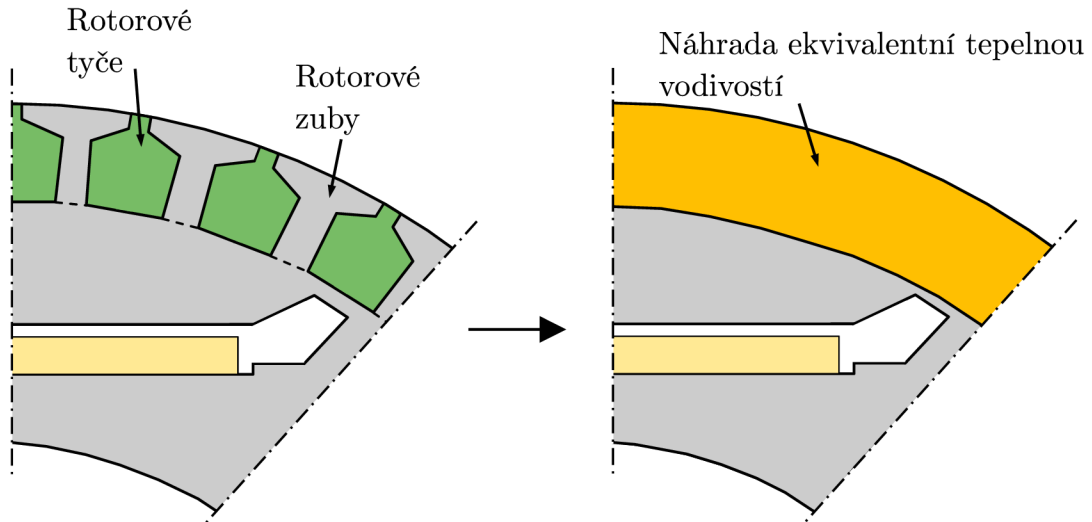 Rotorové
tyče
Rotorové
zuby
Náhrada ekvivalentní tepelnou
vodivostí